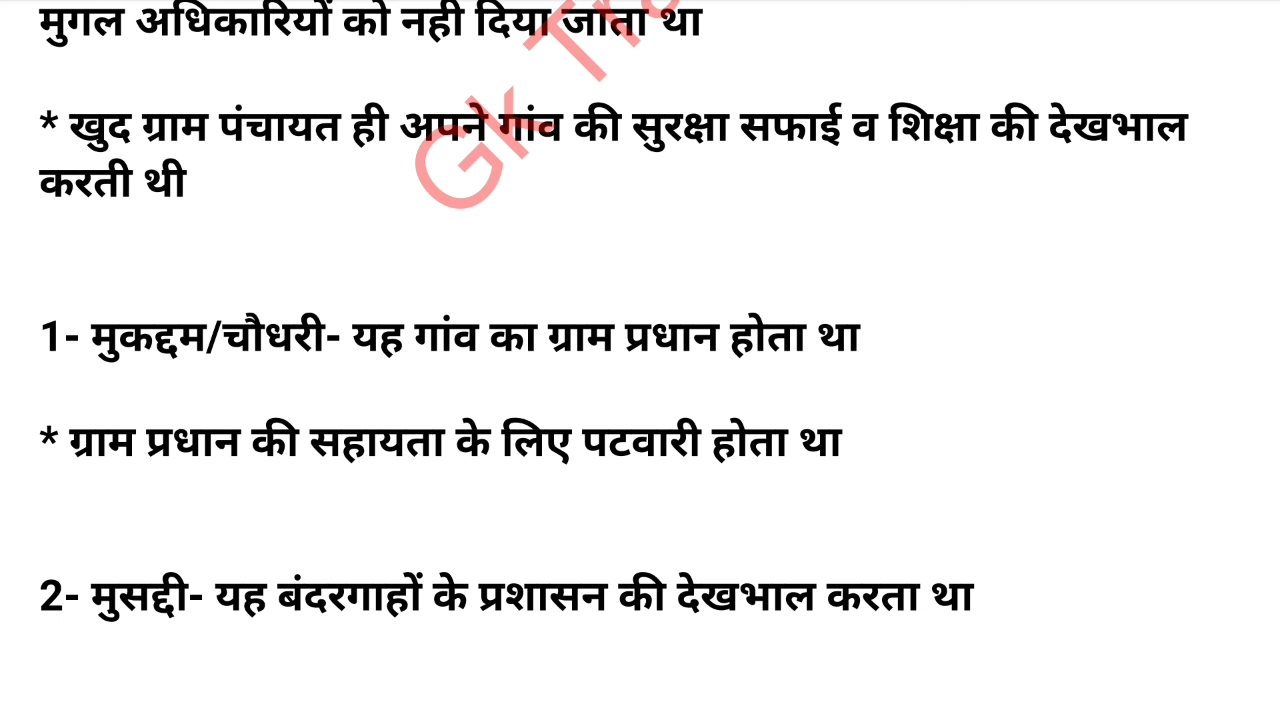 मुगल अधिकारियों को नही दिया जाता था
* खुद ग्राम पंचायत ही अपने गांव की सुरक्षा सफाई व शिक्षा की देखभाल
करती थी
1- मुकद्दम/चौधरी- यह गांव का ग्राम प्रधान होता था
* ग्राम प्रधान की सहायता के लिए पटवारी होता था
2- मुसद्दी- यह बंदरगाहों के प्रशासन की देखभाल करता था
Gk